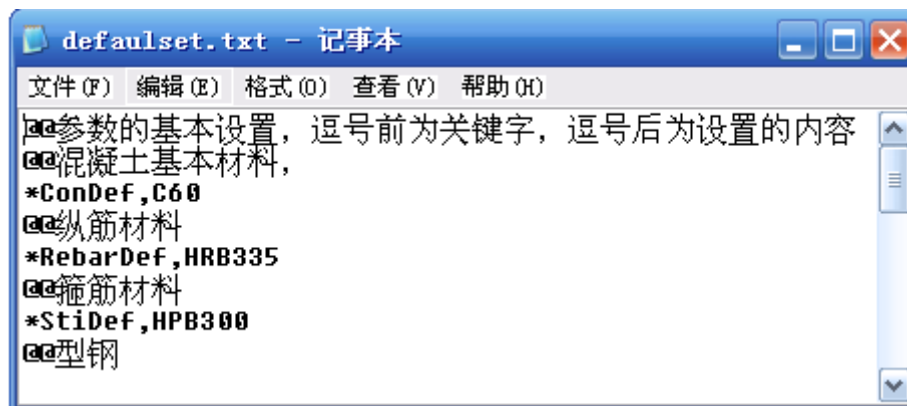 defaulset.txt - 记事本
文件(F) 编辑(E) 格式(O) 查看(V) 帮助(H)
@@参数的基本设置，逗号前为关键字，逗号后为设置的内容
@@混凝土基本材料，
*ConDef,C60
@@纵筋材料
*RebarDef,HRB335
@@箍筋材料
*StiDef,HPB300
@@型钢